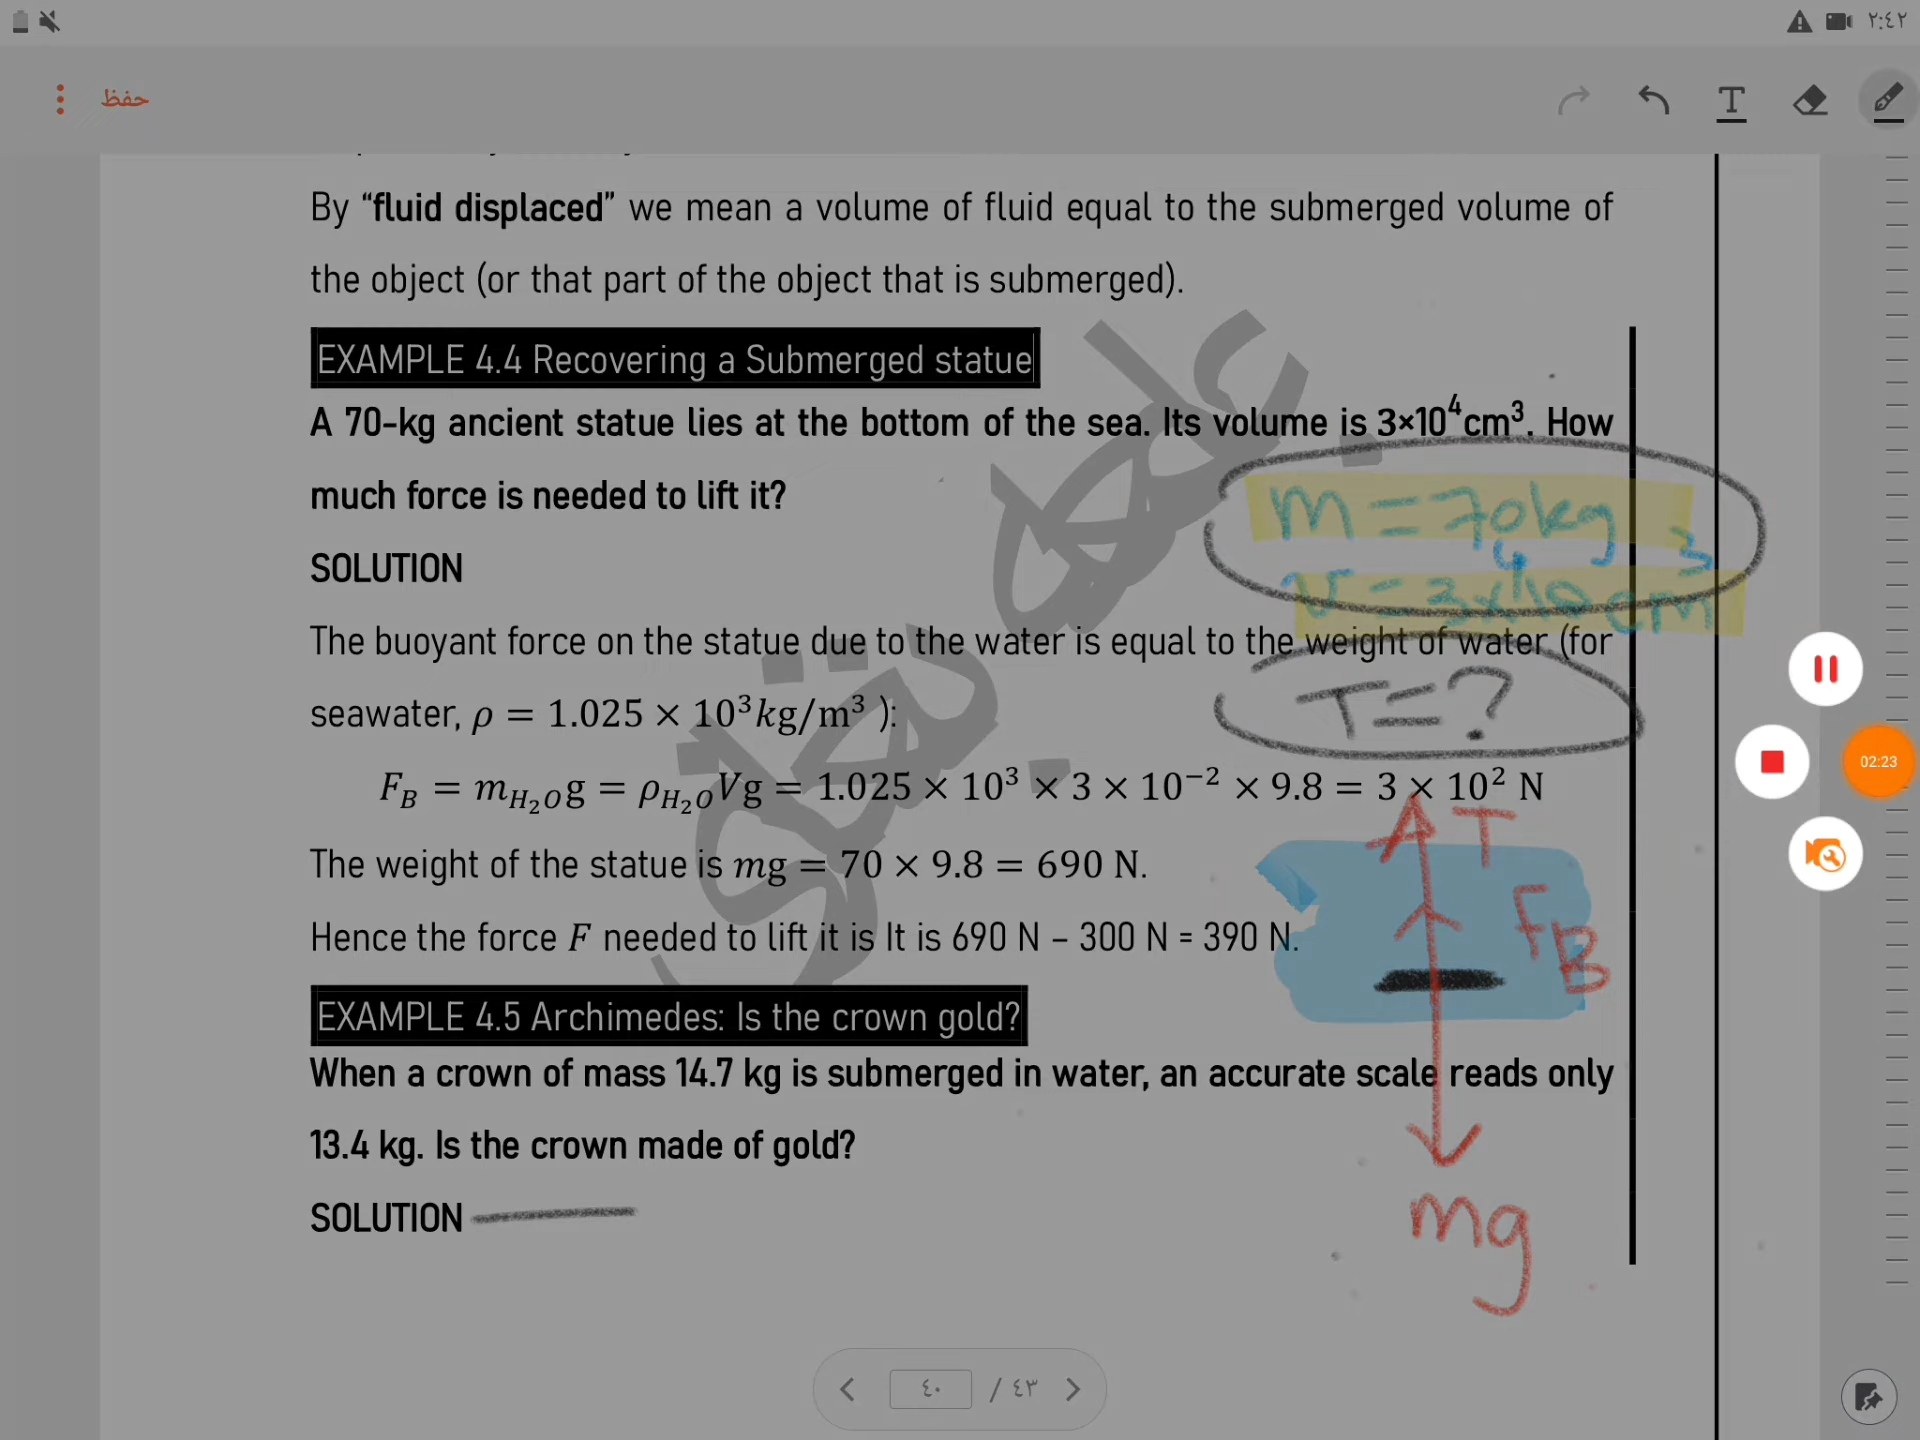 ٢:٤٢
حفظ
By “fluid displaced” we mean a volume of fluid equal to the submerged volume of
the object (or that part of the object that is submerged).
EXAMPLE 4.4 Recovering a Submerged statue
A 70-kg ancient statue lies at the bottom of the sea. Its volume is 3×10⁴cm³. How
much force is needed to lift it?
m = 70kg
SOLUTION
v = 3×10⁴cm³
The buoyant force on the statue due to the water is equal to the weight of water (for
T = ?
seawater, ρ = 1.025 × 10³kg/m³ ):
F_B = m_H₂O g = ρ_H₂O Vg = 1.025 × 10³ × 3 × 10⁻² × 9.8 = 3 × 10² N
T
The weight of the statue is mg = 70 × 9.8 = 690 N.
F_B
Hence the force F needed to lift it is It is 690 N – 300 N = 390 N.
EXAMPLE 4.5 Archimedes: Is the crown gold?
When a crown of mass 14.7 kg is submerged in water, an accurate scale reads only
13.4 kg. Is the crown made of gold?
SOLUTION
mg
02:23
٤٠ / ٤٣